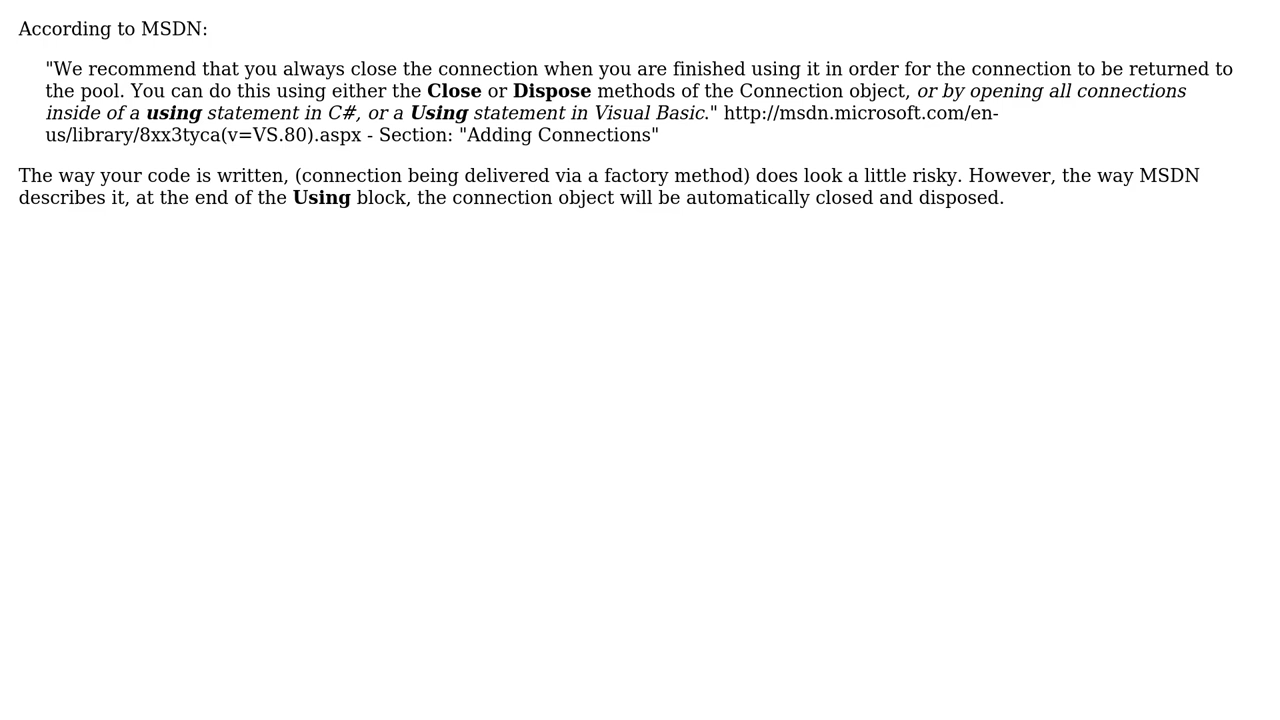 According to MSDN:
"We recommend that you always close the connection when you are finished using it in order for the connection to be returned to
the pool. You can do this using either the Close or Dispose methods of the Connection object, or by opening all connections
inside of a using statement in C#, or a Using statement in Visual Basic." http://msdn.microsoft.com/en-
us/library/8xx3tyca(v=VS.80).aspx - Section: "Adding Connections"
The way your code is written, (connection being delivered via a factory method) does look a little risky. However, the way MSDN
describes it, at the end of the Using block, the connection object will be automatically closed and disposed.